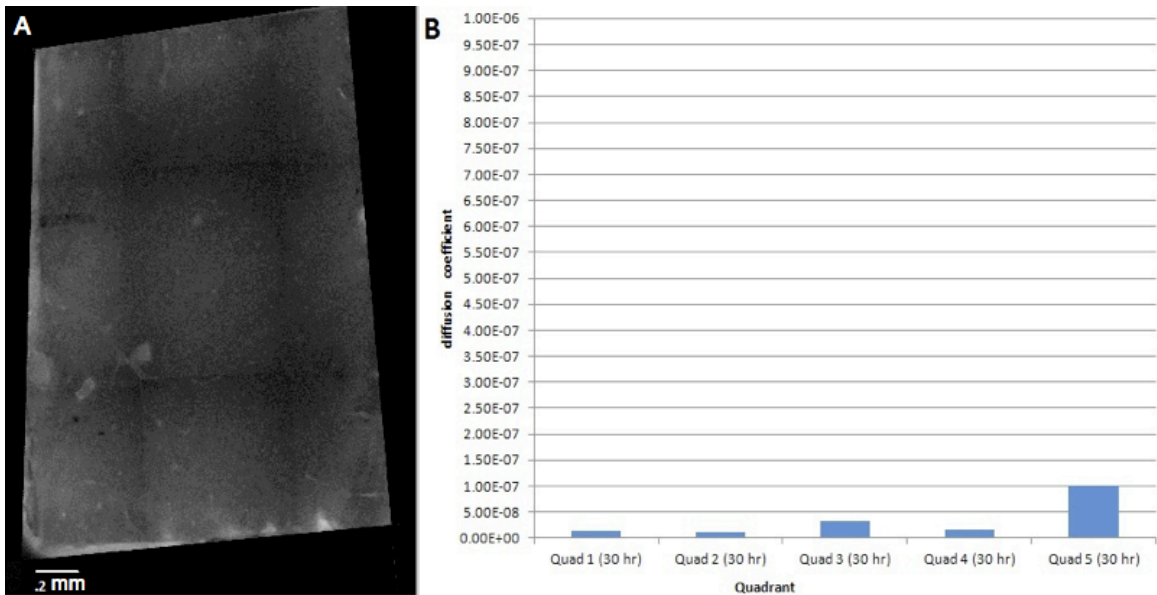 A
.2 mm
B
diffusion coefficient
1.00E-06
9.50E-07
9.00E-07
8.50E-07
8.00E-07
7.50E-07
7.00E-07
6.50E-07
6.00E-07
5.50E-07
5.00E-07
4.50E-07
4.00E-07
3.50E-07
3.00E-07
2.50E-07
2.00E-07
1.50E-07
1.00E-07
5.00E-08
0.00E+00
Quad 1 (30 hr) Quad 2 (30 hr) Quad 3 (30 hr) Quad 4 (30 hr) Quad 5 (30 hr)
Quadrant